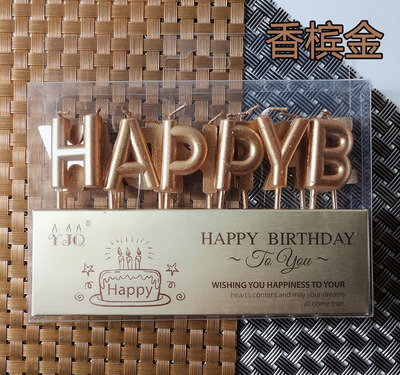 香槟金
HAPPYB
YJQ®
Happy
HAPPY BIRTHDAY
~ To You ~
WISHING YOU HAPPINESS TO YOUR
heart's content and may your dreams
all come true.